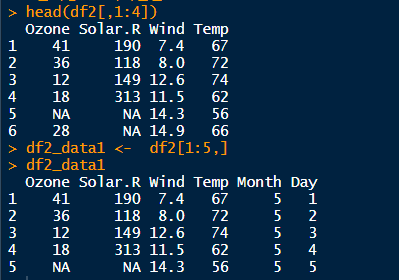 > head(df2[,1:4])
  Ozone Solar.R Wind Temp
1    41     190  7.4   67
2    36     118  8.0   72
3    12     149 12.6   74
4    18     313 11.5   62
5    NA      NA 14.3   56
6    28      NA 14.9   66
> df2_data1 <-  df2[1:5,]
> df2_data1
  Ozone Solar.R Wind Temp Month Day
1    41     190  7.4   67     5   1
2    36     118  8.0   72     5   2
3    12     149 12.6   74     5   3
4    18     313 11.5   62     5   4
5    NA      NA 14.3   56     5   5